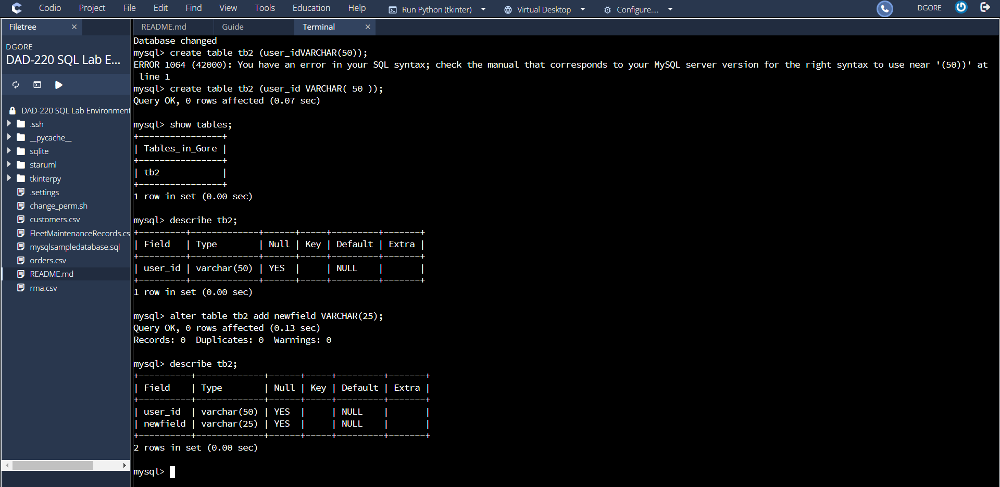 Codio Project File Edit Find View Tools Education Help Run Python (tkinter) Virtual Desktop Configure.... DGORE
Filetree ×
README.md Guide Terminal ×
DGORE
DAD-220 SQL Lab E...
DAD-220 SQL Lab Environment
.ssh
__pycache__
sqlite
staruml
tkinterpy
.settings
change_perm.sh
customers.csv
FleetMaintenanceRecords.cs
mysqlsampledatabase.sql
orders.csv
README.md
rma.csv
Database changed
mysql> create table tb2 (user_idVARCHAR(50));
ERROR 1064 (42000): You have an error in your SQL syntax; check the manual that corresponds to your MySQL server version for the right syntax to use near '(50))' at
line 1
mysql> create table tb2 (user_id VARCHAR( 50 ));
Query OK, 0 rows affected (0.07 sec)
mysql> show tables;
+----------------+
| Tables_in_Gore |
+----------------+
| tb2            |
+----------------+
1 row in set (0.00 sec)
mysql> describe tb2;
+---------+-------------+------+-----+---------+-------+
| Field   | Type        | Null | Key | Default | Extra |
+---------+-------------+------+-----+---------+-------+
| user_id | varchar(50) | YES  |     | NULL    |       |
+---------+-------------+------+-----+---------+-------+
1 row in set (0.00 sec)
mysql> alter table tb2 add newfield VARCHAR(25);
Query OK, 0 rows affected (0.13 sec)
Records: 0  Duplicates: 0  Warnings: 0
mysql> describe tb2;
+----------+-------------+------+-----+---------+-------+
| Field    | Type        | Null | Key | Default | Extra |
+----------+-------------+------+-----+---------+-------+
| user_id  | varchar(50) | YES  |     | NULL    |       |
| newfield | varchar(25) | YES  |     | NULL    |       |
+----------+-------------+------+-----+---------+-------+
2 rows in set (0.00 sec)
mysql>